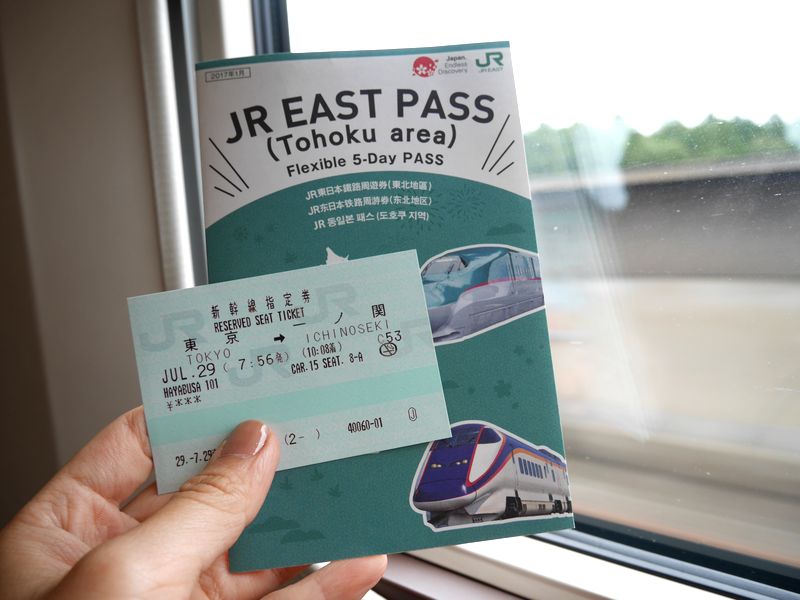 2017年1月
Japan.
Endless
Discovery.
JR
JR EAST
JR EAST PASS
(Tohoku area)
Flexible 5-Day PASS
JR東日本鐵路周遊券(東北地區)
JR东日本铁路周游券(东北地区)
JR 동일본 패스(도호쿠 지역)
新幹線指定券
RESERVED SEAT TICKET
東京 ➡ 一ノ関
TOKYO ICHINOSEKI
JUL.29( 7:56発) (10:08着) C53
HAYABUSA 101 CAR.15 SEAT. 8-A
¥***
(2- ) 40060-01 Ⓙ
29.-7.29